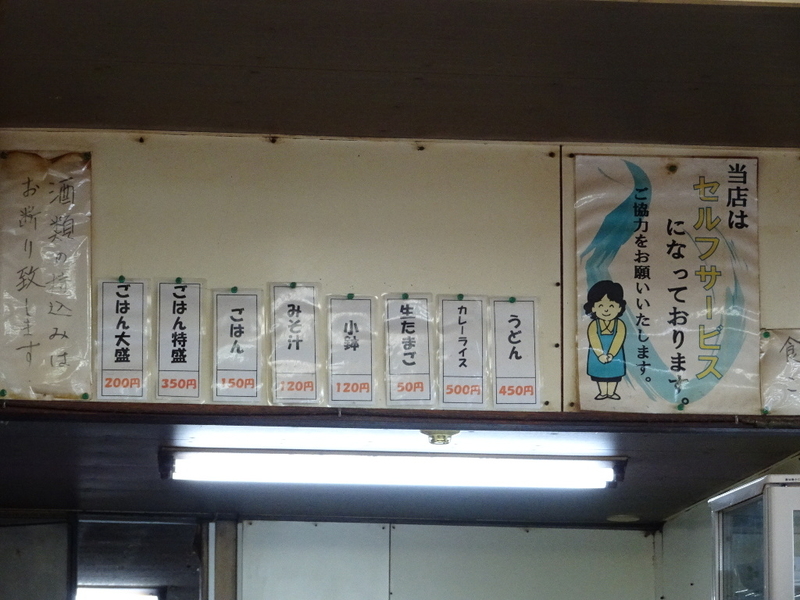 当店は
セルフサービス
になっております。
ご協力をお願いいたします。
うどん
450円
カレーライス
500円
生たまご
50円
小鉢
120円
みそ汁
120円
ごはん
150円
ごはん特盛
350円
ごはん大盛
200円
酒類の持込みは
お断り致します
食